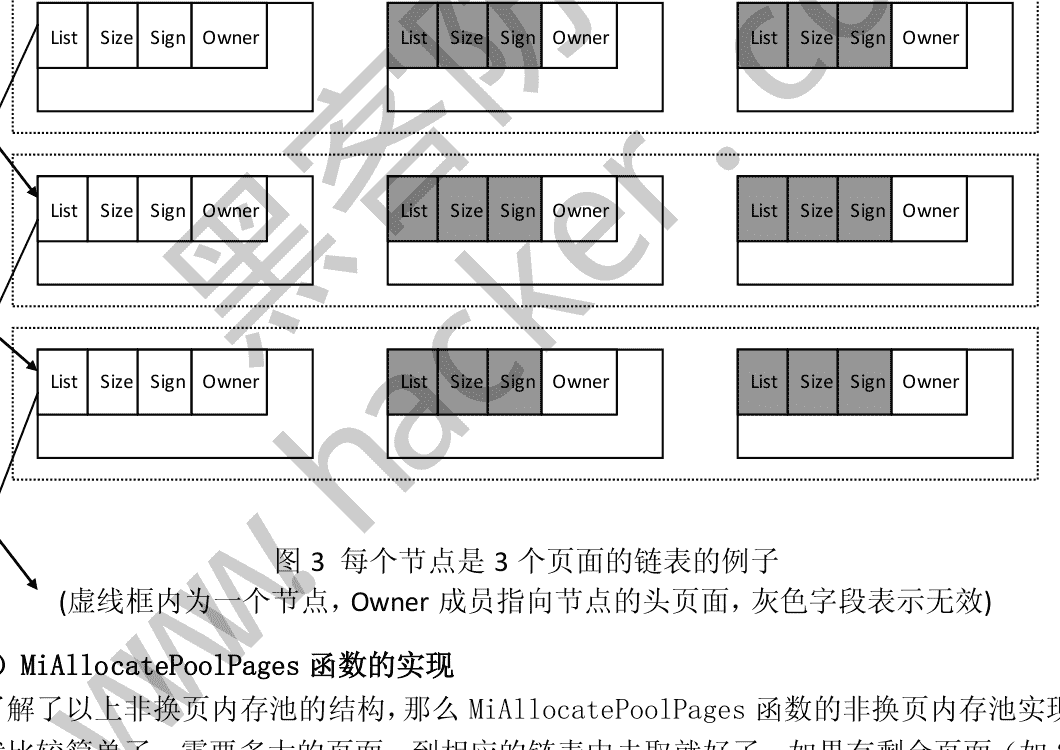 List Size Sign Owner List Size Sign Owner List Size Sign Owner
List Size Sign Owner List Size Sign Owner List Size Sign Owner
List Size Sign Owner List Size Sign Owner List Size Sign Owner
图 3 每个节点是 3 个页面的链表的例子
(虚线框内为一个节点，Owner 成员指向节点的头页面，灰色字段表示无效)
) MiAllocatePoolPages 函数的实现
了解了以上非换页内存池的结构，那么 MiAllocatePoolPages 函数的非换页内存池实现
比较简单了，需要多大的页面，到相应的链表中去取就好了，如果有剩余页面（如
黑客防
www.hacker.co